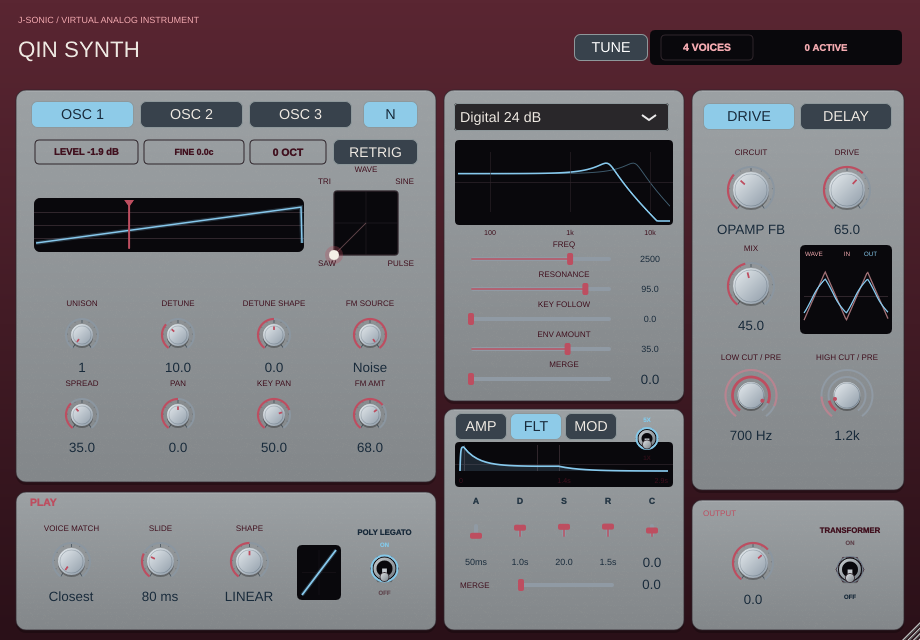 J-SONIC / VIRTUAL ANALOG INSTRUMENT
QIN SYNTH
TUNE
4 VOICES
0 ACTIVE
OSC 1
OSC 2
OSC 3
N
LEVEL -1.9 dB
FINE 0.0c
0 OCT
RETRIG
WAVE
TRI
SINE
SAW
PULSE
UNISON
DETUNE
DETUNE SHAPE
FM SOURCE
1
10.0
0.0
Noise
SPREAD
PAN
KEY PAN
FM AMT
35.0
0.0
50.0
68.0
PLAY
VOICE MATCH
SLIDE
SHAPE
Closest
80 ms
LINEAR
POLY LEGATO
ON
OFF
Digital 24 dB
100
1k
10k
FREQ
2500
RESONANCE
95.0
KEY FOLLOW
0.0
ENV AMOUNT
35.0
MERGE
0.0
AMP
FLT
MOD
A
D
S
R
C
50ms
1.0s
20.0
1.5s
0.0
MERGE
0.0
DRIVE
DELAY
CIRCUIT
DRIVE
OPAMP FB
65.0
MIX
45.0
WAVE
IN
OUT
LOW CUT / PRE
HIGH CUT / PRE
700 Hz
1.2k
OUTPUT
0.0
TRANSFORMER
ON
OFF